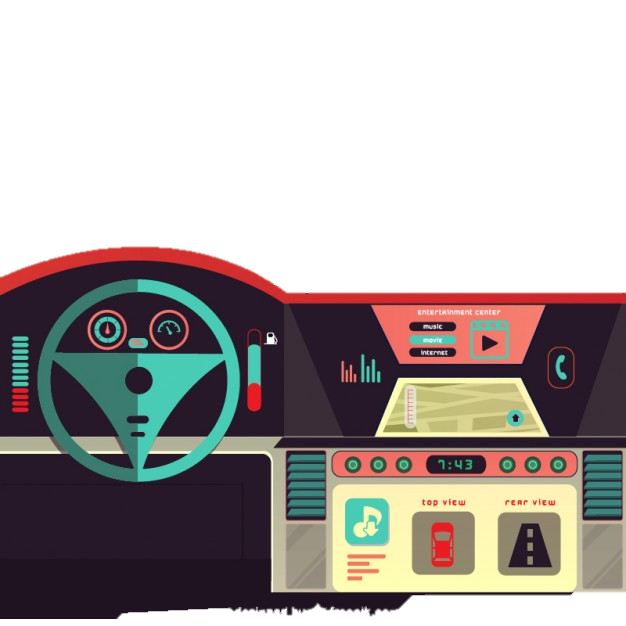 entertainment center
music
movie
internet
7:43
top view
rear view